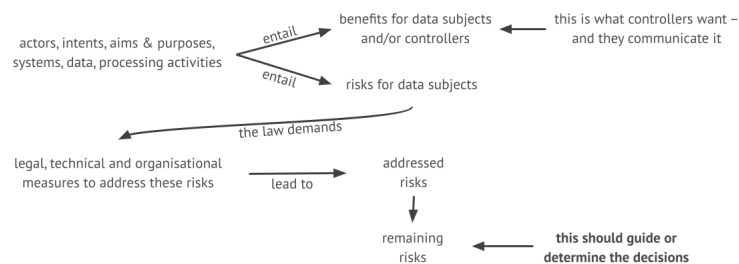 actors, intents, aims & purposes,
systems, data, processing activities
entail
entail
benefits for data subjects
and/or controllers
this is what controllers want –
and they communicate it
risks for data subjects
the law demands
legal, technical and organisational
measures to address these risks
lead to
addressed
risks
remaining
risks
this should guide or
determine the decisions